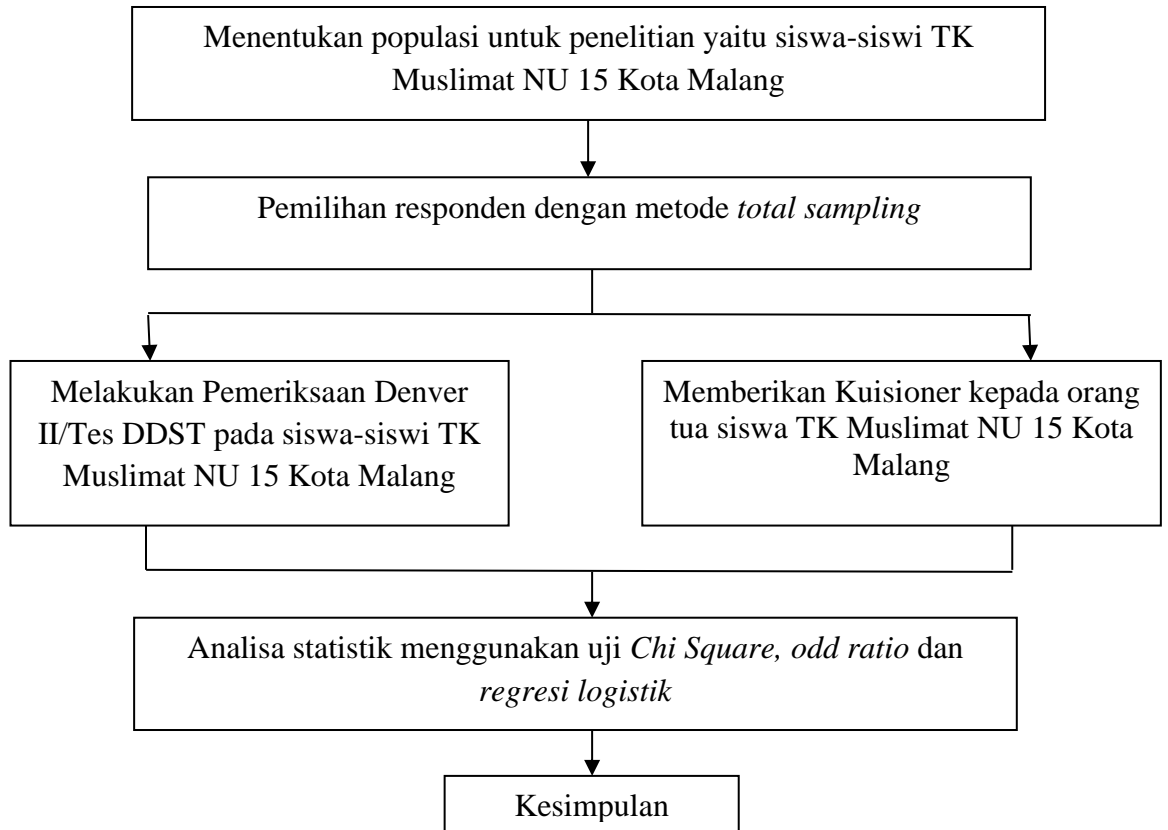 Menentukan populasi untuk penelitian yaitu siswa-siswi TK
Muslimat NU 15 Kota Malang
Pemilihan responden dengan metode total sampling
Melakukan Pemeriksaan Denver
II/Tes DDST pada siswa-siswi TK
Muslimat NU 15 Kota Malang
Memberikan Kuisioner kepada orang
tua siswa TK Muslimat NU 15 Kota
Malang
Analisa statistik menggunakan uji Chi Square, odd ratio dan
regresi logistik
Kesimpulan